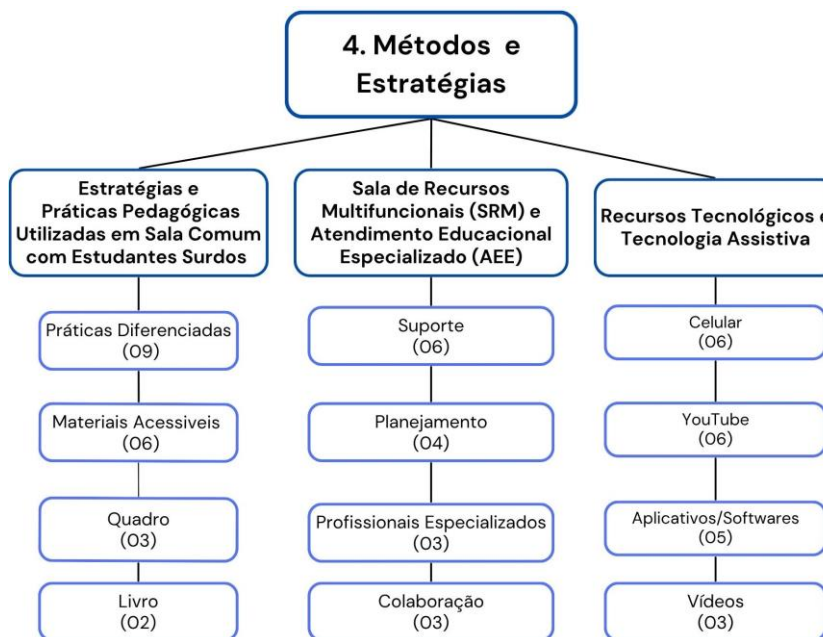 4. Métodos e
Estratégias
Estratégias e
Práticas Pedagógicas
Utilizadas em Sala Comum
com Estudantes Surdos
Práticas Diferenciadas
(09)
Materiais Acessiveis
(06)
Quadro
(03)
Livro
(02)
Sala de Recursos
Multifuncionais (SRM) e
Atendimento Educacional
Especializado (AEE)
Suporte
(06)
Planejamento
(04)
Profissionais Especializados
(03)
Colaboração
(03)
Recursos Tecnológicos e
Tecnologia Assistiva
Celular
(06)
YouTube
(06)
Aplicativos/Softwares
(05)
Vídeos
(03)